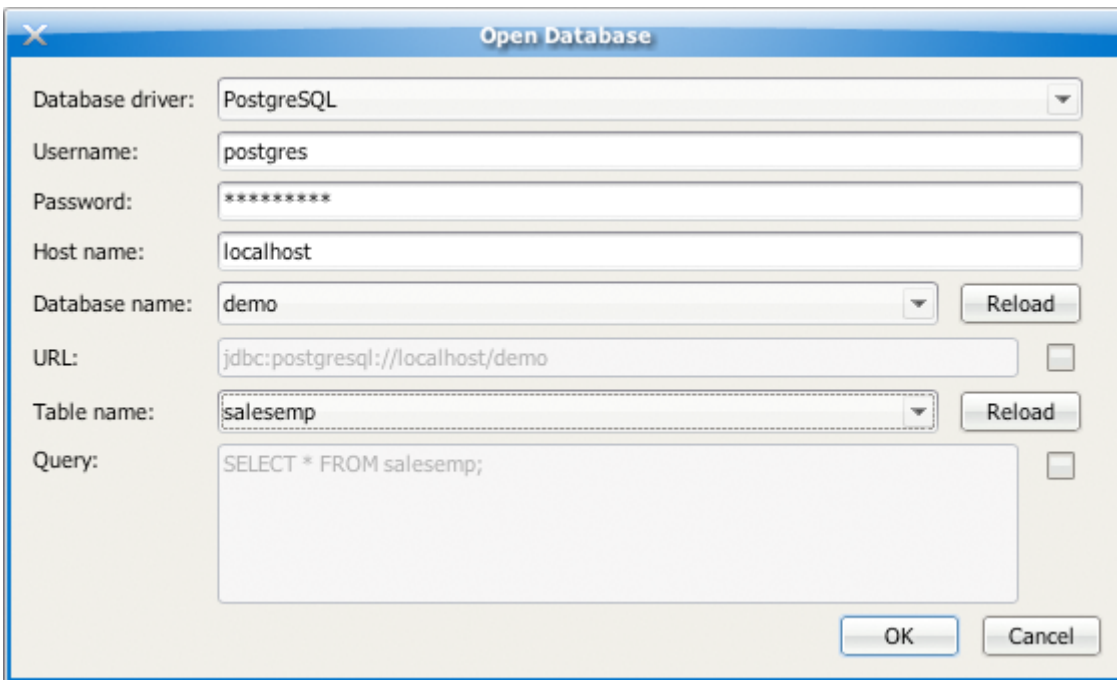 Open Database
Database driver: PostgreSQL
Username: postgres
Password: *********
Host name: localhost
Database name: demo Reload
URL: jdbc:postgresql://localhost/demo
Table name: salesemp Reload
Query: SELECT * FROM salesemp;
OK Cancel